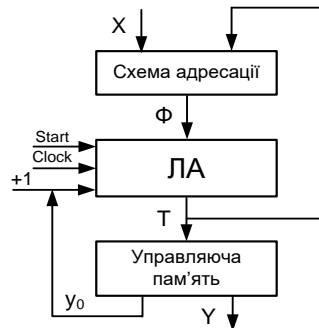 X
Схема адресації
Ф
Start
Clock
+1
ЛА
T
Управляюча
пам'ять
y₀
Y